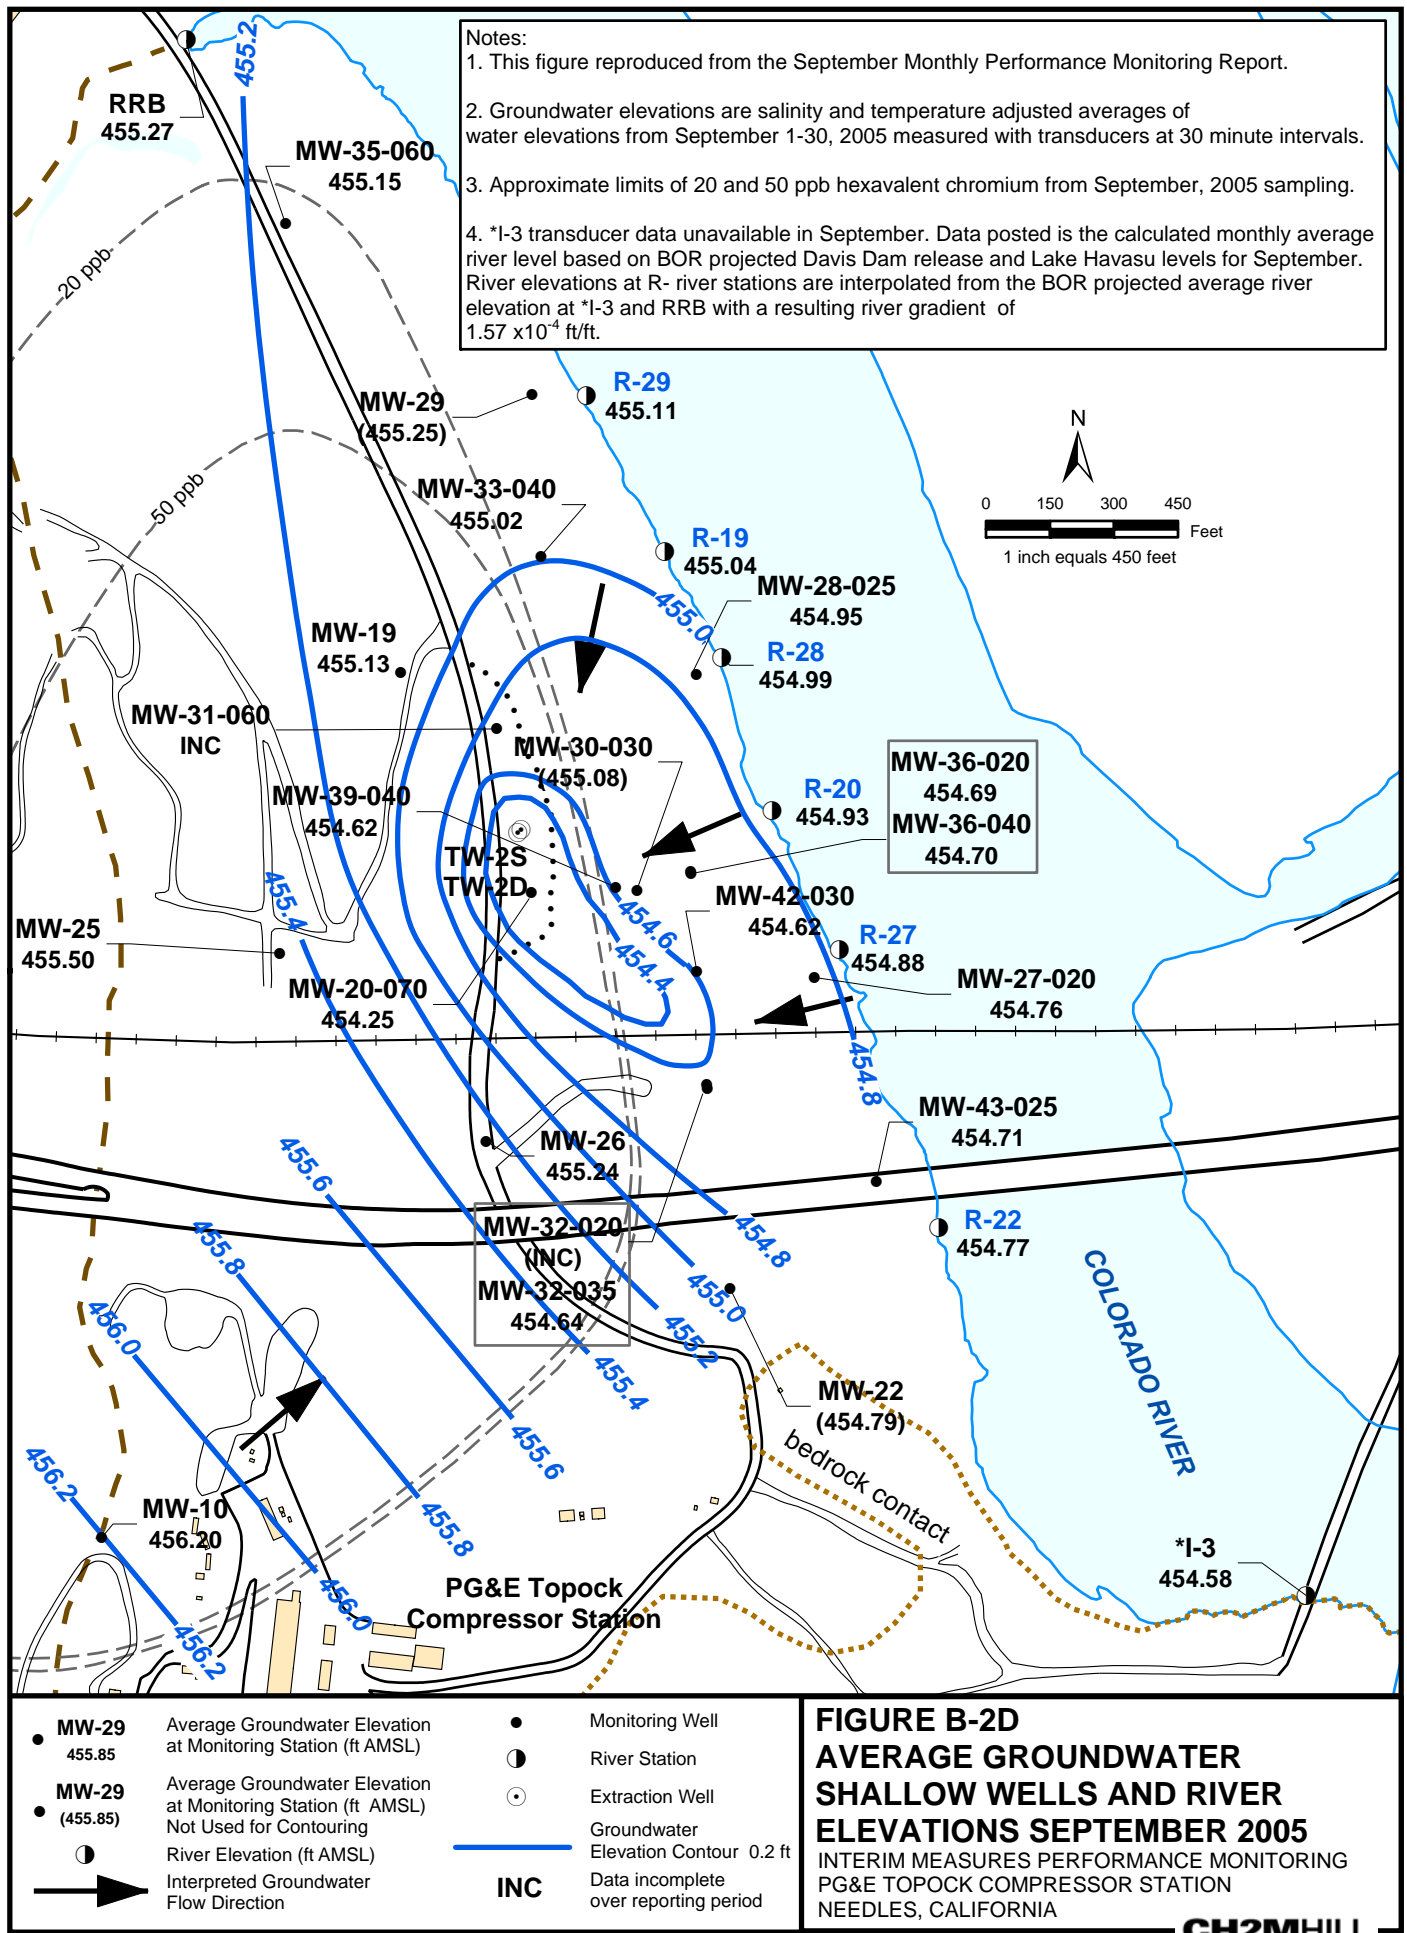 Notes:
1. This figure reproduced from the September Monthly Performance Monitoring Report.
2. Groundwater elevations are salinity and temperature adjusted averages of
water elevations from September 1-30, 2005 measured with transducers at 30 minute intervals.
3. Approximate limits of 20 and 50 ppb hexavalent chromium from September, 2005 sampling.
4. *I-3 transducer data unavailable in September. Data posted is the calculated monthly average
river level based on BOR projected Davis Dam release and Lake Havasu levels for September.
River elevations at R- river stations are interpolated from the BOR projected average river
elevation at *I-3 and RRB with a resulting river gradient of
1.57 x10-4 ft/ft.
455.2
RRB
455.27
MW-35-060
455.15
20 ppb
R-29
455.11
MW-29
(455.25)
N
50 ppb
MW-33-040
455.02
0 150 300 450
Feet
1 inch equals 450 feet
R-19
455.04
455.0
MW-28-025
454.95
MW-19
455.13
R-28
454.99
MW-31-060
INC
MW-30-030
(455.08)
MW-36-020
454.69
MW-36-040
454.70
MW-39-040
454.62
R-20
454.93
TW-2S
TW-2D
455.4
454.6
454.4
MW-42-030
454.62
MW-25
455.50
R-27
454.88
MW-20-070
454.25
MW-27-020
454.76
454.8
MW-43-025
454.71
MW-26
455.24
455.6
MW-32-020
(INC)
MW-32-035
454.64
454.8
R-22
454.77
455.8
455.0
455.2
456.0
455.4
COLORADO RIVER
MW-22
(454.79)
bedrock contact
455.6
456.2
455.8
MW-10
456.20
*I-3
454.58
456.0
PG&E Topock
Compressor Station
456.2
MW-29
455.85
Average Groundwater Elevation
at Monitoring Station (ft AMSL)
MW-29
(455.85)
Average Groundwater Elevation
at Monitoring Station (ft AMSL)
Not Used for Contouring
River Elevation (ft AMSL)
Interpreted Groundwater
Flow Direction
Monitoring Well
River Station
Extraction Well
Groundwater
Elevation Contour 0.2 ft
INC
Data incomplete
over reporting period
FIGURE B-2D
AVERAGE GROUNDWATER
SHALLOW WELLS AND RIVER
ELEVATIONS SEPTEMBER 2005
INTERIM MEASURES PERFORMANCE MONITORING
PG&E TOPOCK COMPRESSOR STATION
NEEDLES, CALIFORNIA
CH2MHILL